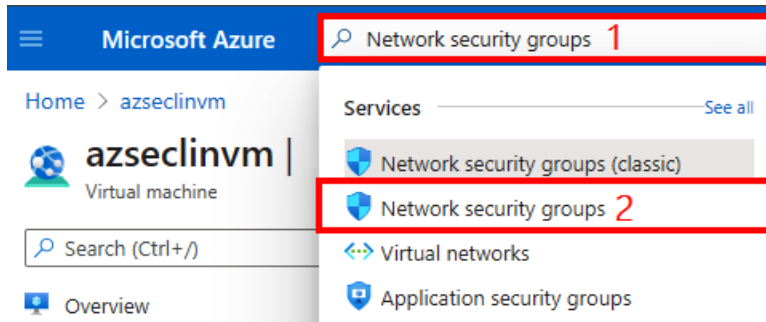 Microsoft Azure
Network security groups 1
Home > azseclinvm
Services
See all
azseclinvm |
Virtual machine
Network security groups (classic)
Network security groups 2
Search (Ctrl+/)
Virtual networks
Overview
Application security groups